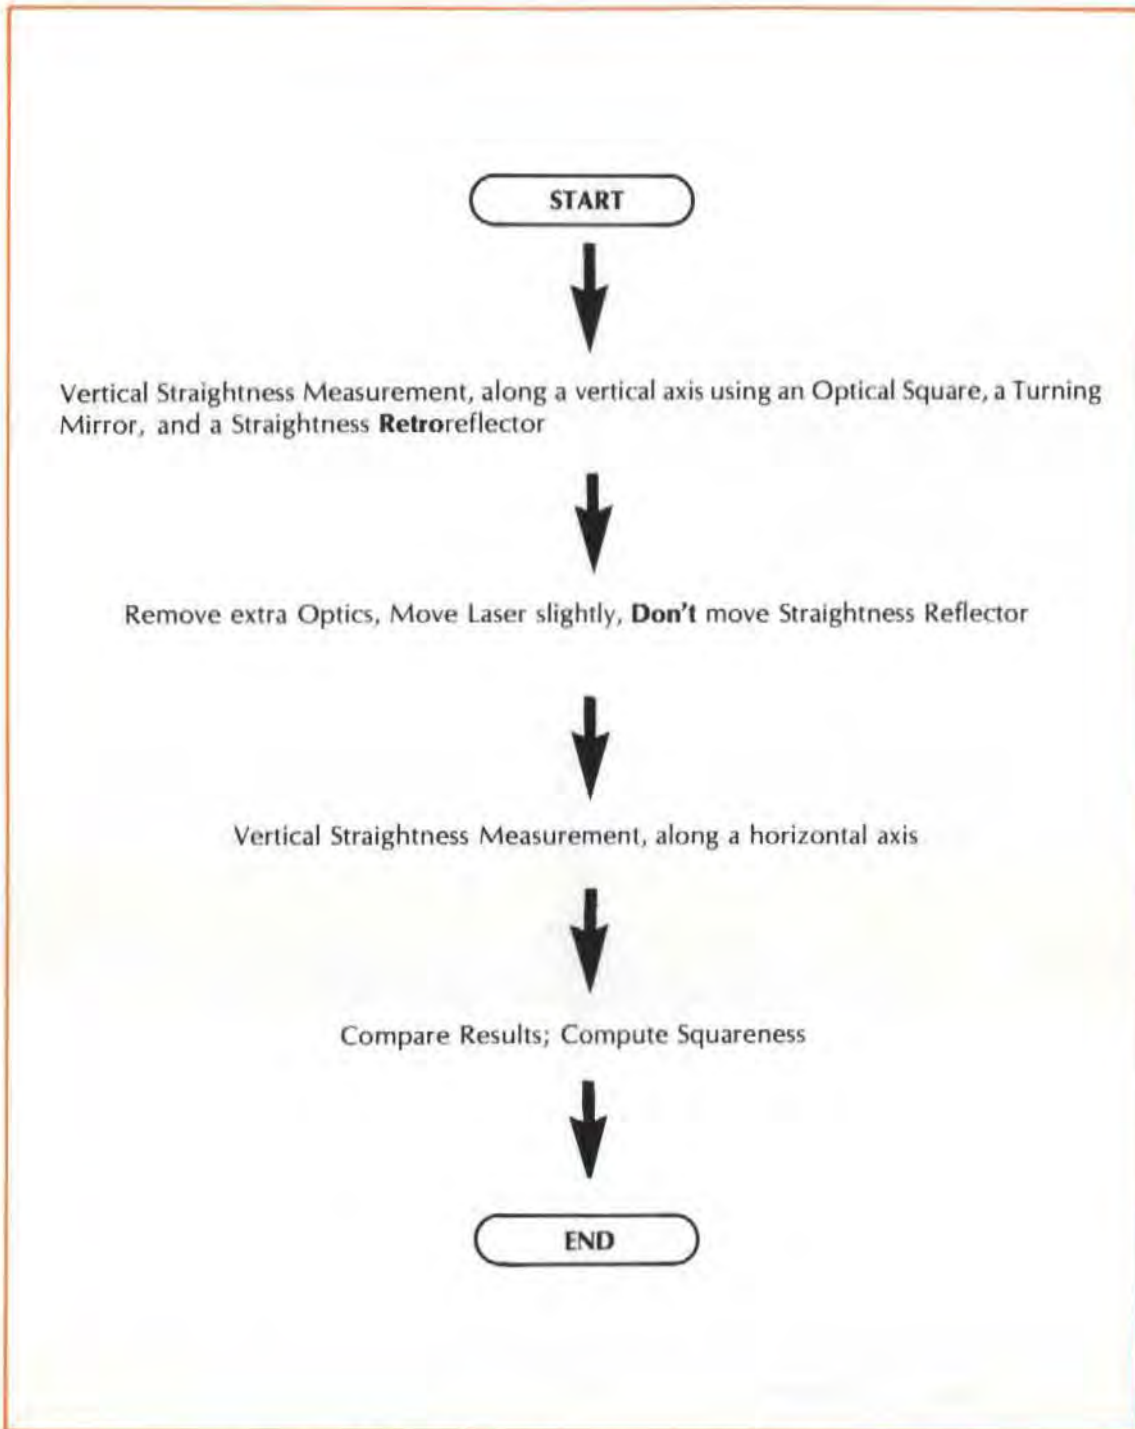 START
Vertical Straightness Measurement, along a vertical axis using an Optical Square, a Turning
Mirror, and a Straightness Retroreflector
Remove extra Optics, Move Laser slightly, Don't move Straightness Reflector
Vertical Straightness Measurement, along a horizontal axis
Compare Results; Compute Squareness
END